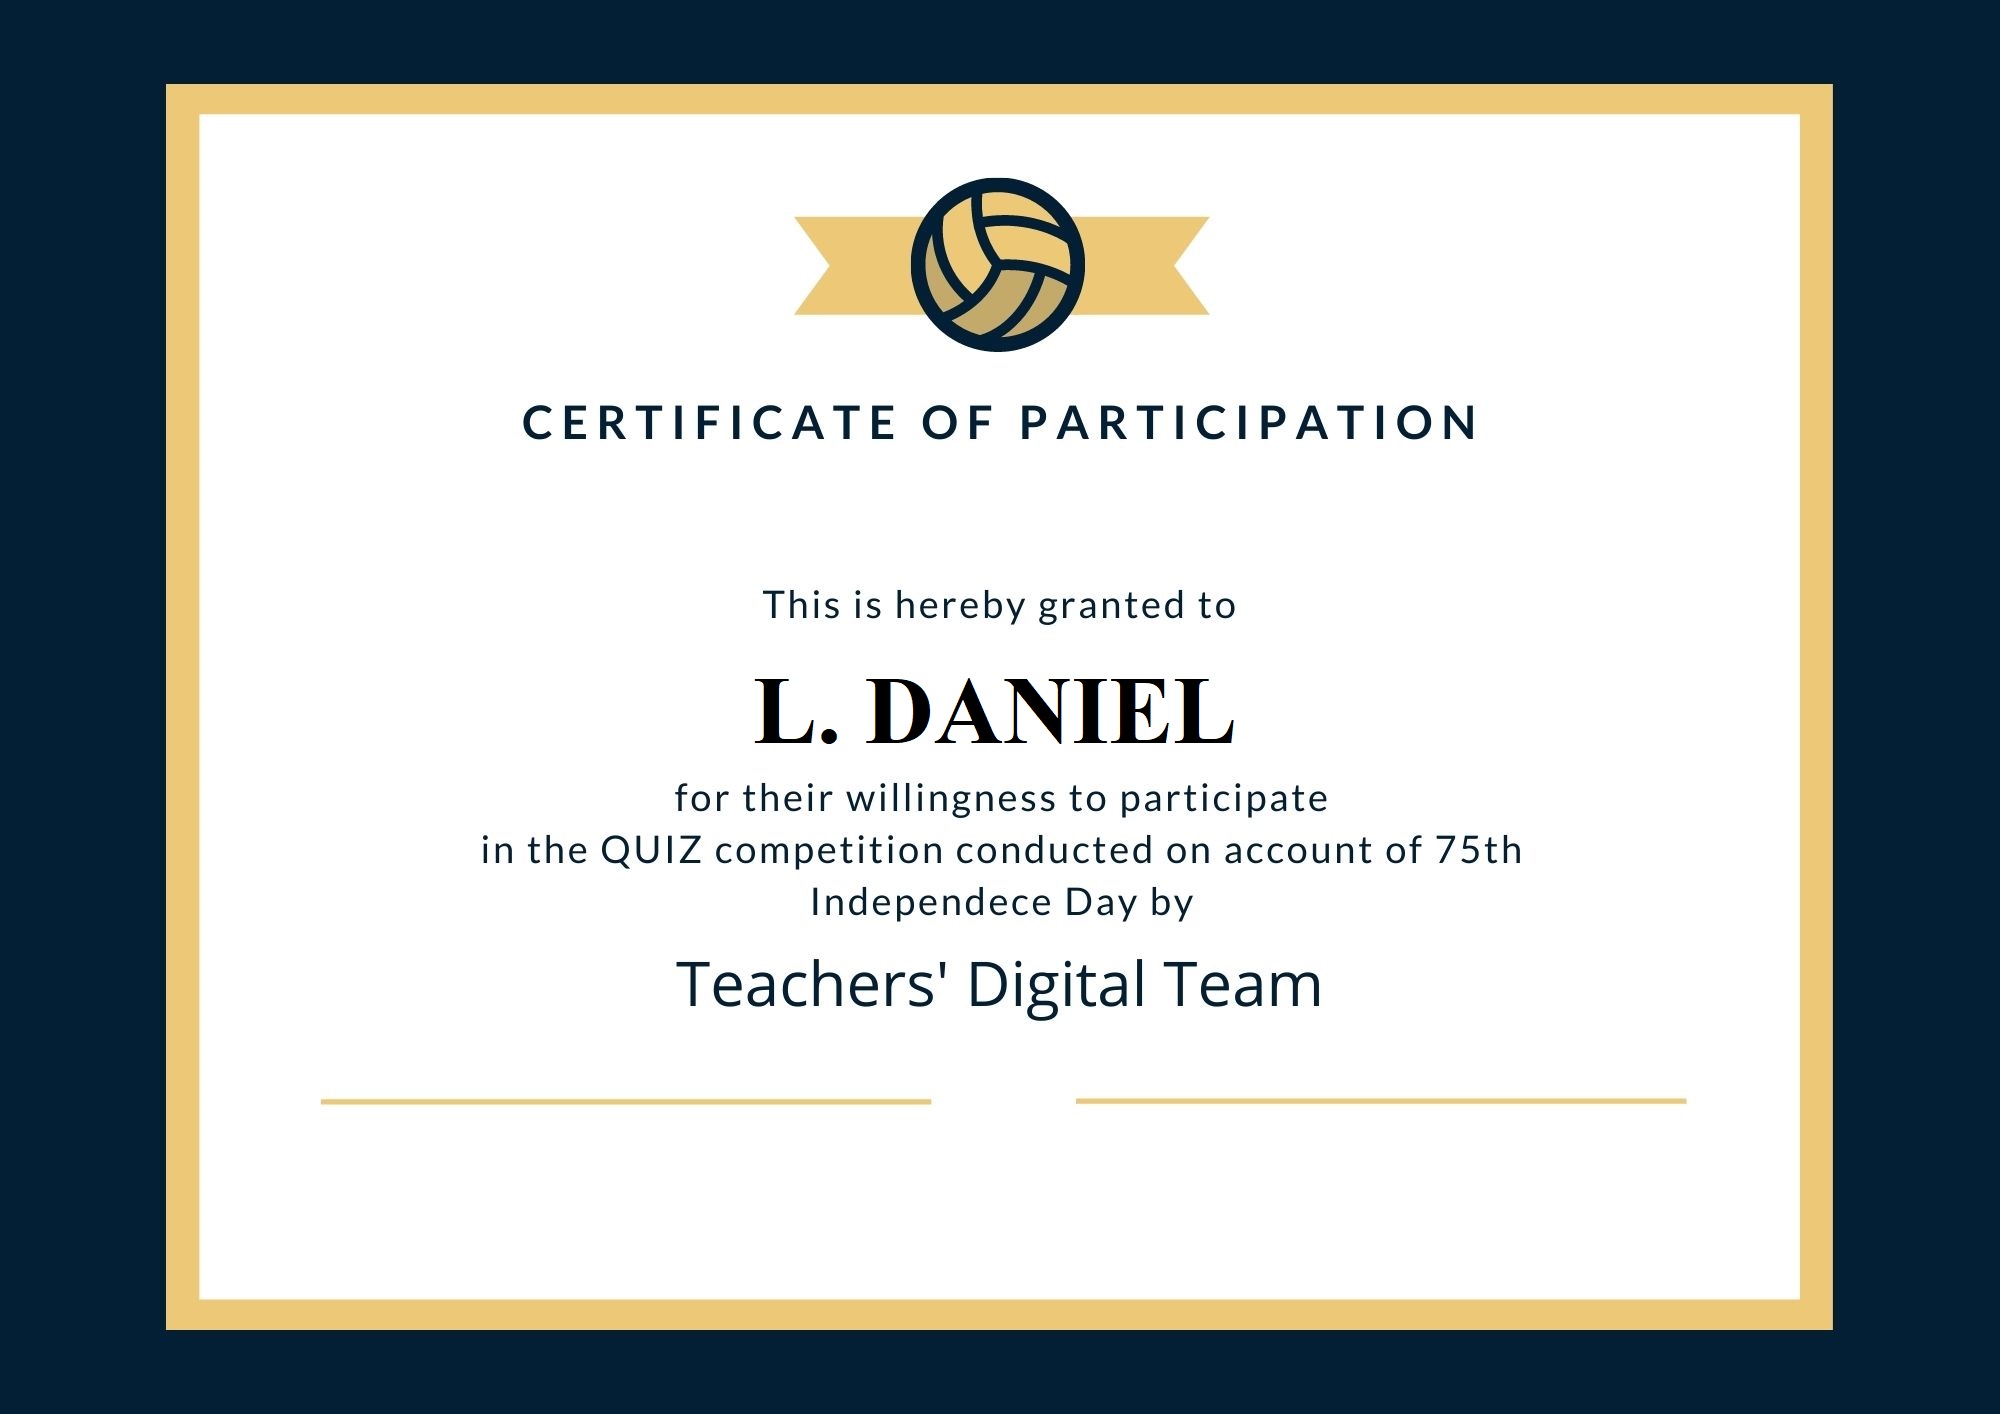 CERTIFICATE OF PARTICIPATION
This is hereby granted to
L. DANIEL
for their willingness to participate
in the QUIZ competition conducted on account of 75th
Independece Day by
Teachers' Digital Team